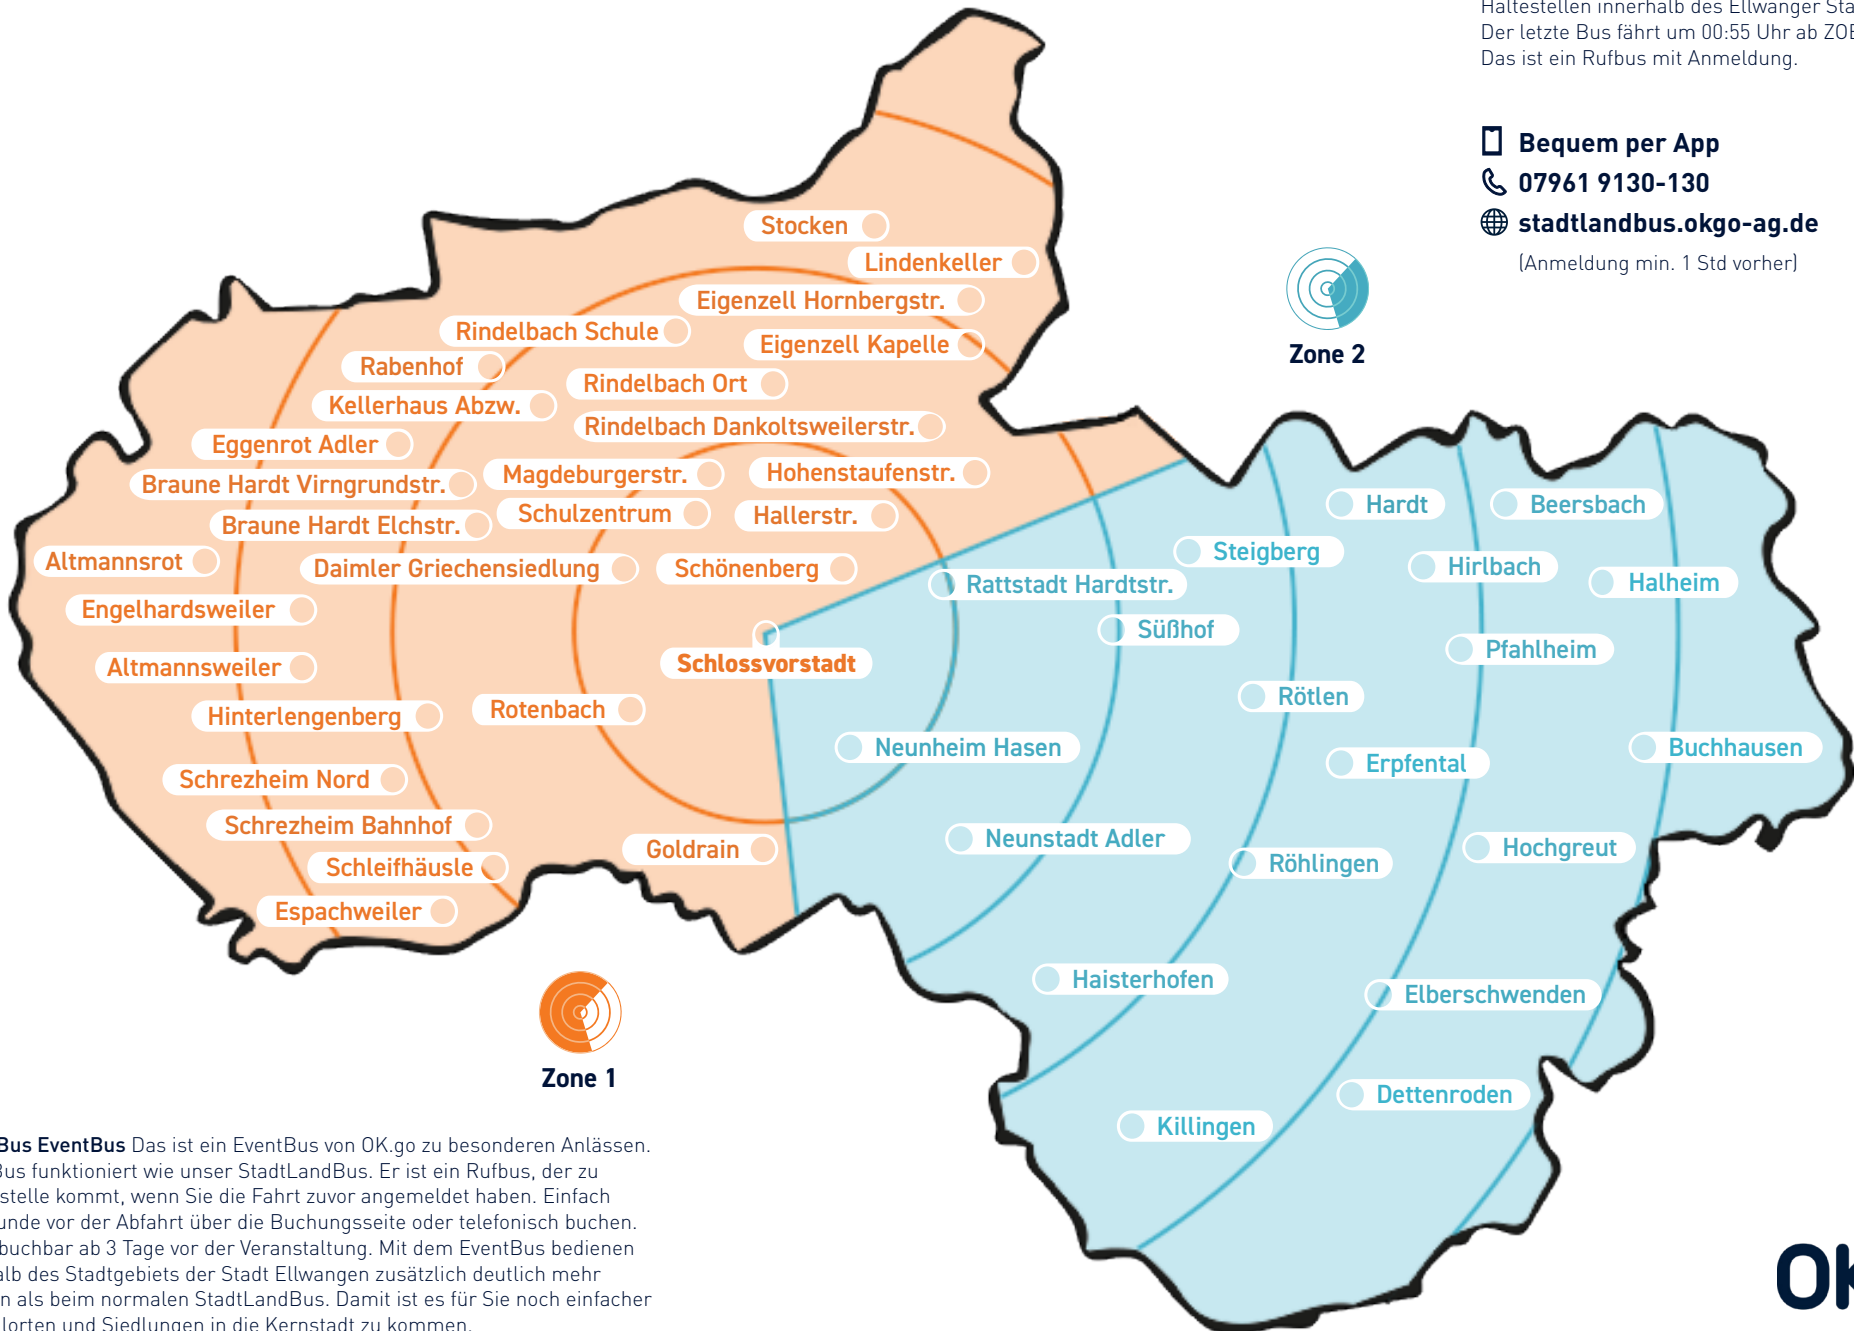 Haltestellen innerhalb des Ellwanger
Der letzte Bus fährt um 00:55 Uhr ab
Das ist ein Rufbus mit Anmeldung.
Bequem per App
07961 9130-130
stadtlandbus.okgo-ag.de
(Anmeldung min. 1 Std vorher)
Zone 2
Stocken
Lindenkeller
Eigenzell Hornbergstr.
Rindelbach Schule
Eigenzell Kapelle
Rabenhof
Rindelbach Ort
Kellerhaus Abzw.
Rindelbach Dankoltsweilerstr.
Eggenrot Adler
Magdeburgerstr.
Hohenstaufenstr.
Braune Hardt Virngrundstr.
Schulzentrum
Hallerstr.
Braune Hardt Elchstr.
Altmannsrot
Daimler Griechensiedlung
Schönenberg
Engelhardsweiler
Schlossvorstadt
Altmannsweiler
Hinterlengenberg
Rotenbach
Schrezheim Nord
Schrezheim Bahnhof
Goldrain
Schleifhäusle
Espachweiler
Hardt
Beersbach
Steigberg
Hirlbach
Rattstadt Hardtstr.
Halheim
Süßhof
Pfahlheim
Rötlen
Neunheim Hasen
Erpfental
Buchhausen
Neunstadt Adler
Röhlingen
Hochgreut
Haisterhofen
Elberschwenden
Dettenroden
Killingen
Zone 1
Bus EventBus Das ist ein EventBus von OK.go zu besonderen Anlässen.
Bus funktioniert wie unser StadtLandBus. Er ist ein Rufbus, der zu
stelle kommt, wenn Sie die Fahrt zuvor angemeldet haben. Einfach
unde vor der Abfahrt über die Buchungsseite oder telefonisch buchen.
buchbar ab 3 Tage vor der Veranstaltung. Mit dem EventBus bedienen
alb des Stadtgebiets der Stadt Ellwangen zusätzlich deutlich mehr
n als beim normalen StadtLandBus. Damit ist es für Sie noch einfacher
lorten und Siedlungen in die Kernstadt zu kommen.
OK